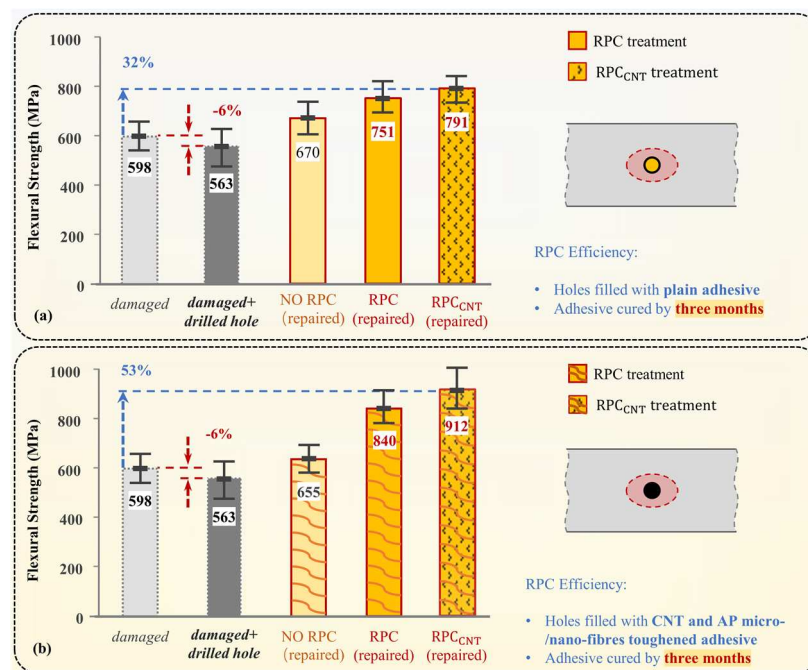 1000
800
600
400
200
0
Flexural Strength (MPa)
32%
-6%
598
563
670
751
791
damaged
damaged+
drilled hole
NO RPC
(repaired)
RPC
(repaired)
RPCCNT
(repaired)
(a)
RPC treatment
RPCCNT treatment
RPC Efficiency:
• Holes filled with plain adhesive
• Adhesive cured by three months
1000
800
600
400
200
0
Flexural Strength (MPa)
53%
-6%
598
563
655
840
912
damaged
damaged+
drilled hole
NO RPC
(repaired)
RPC
(repaired)
RPCCNT
(repaired)
(b)
RPC treatment
RPCCNT treatment
RPC Efficiency:
• Holes filled with CNT and AP micro-
/nano-fibres toughened adhesive
• Adhesive cured by three months